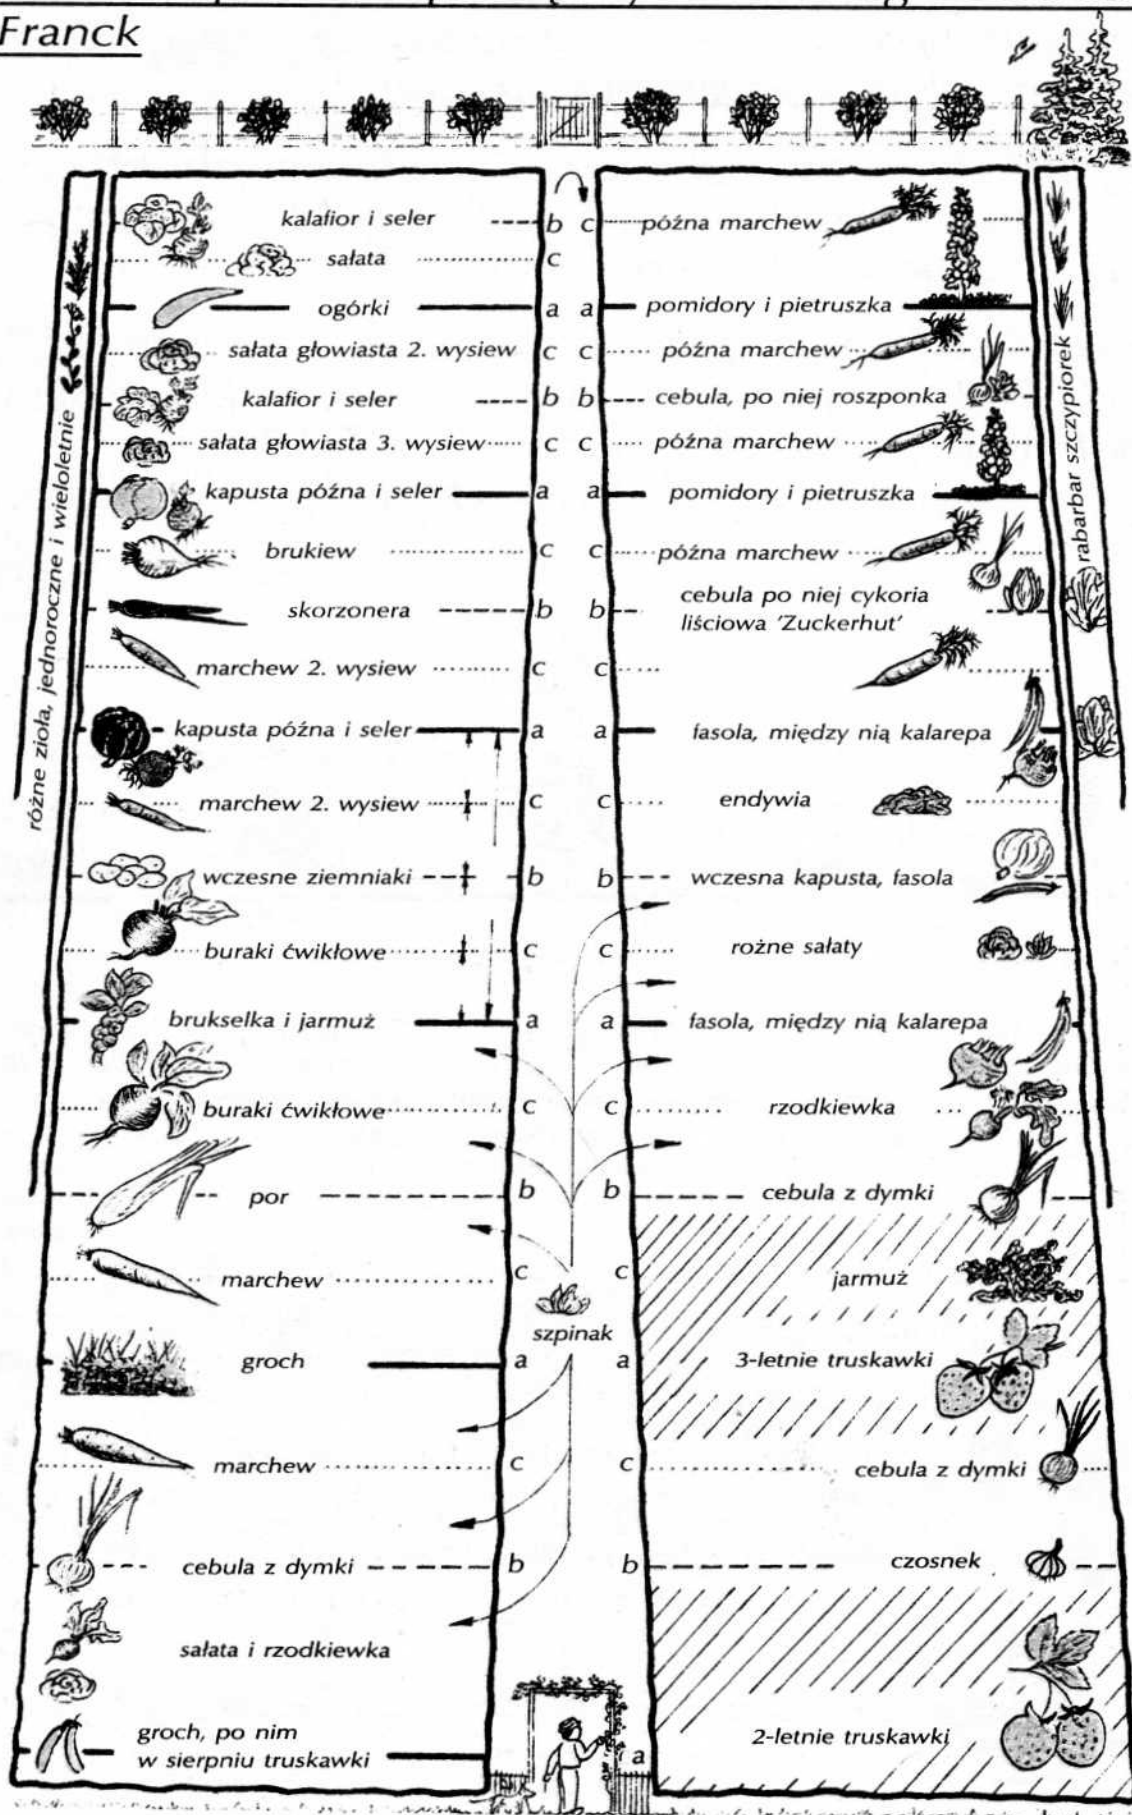 Franck
kalafior i seler b c późna marchew
sałata c
ogórki a a pomidory i pietruszka
sałata głowiasta 2. wysiew c c późna marchew
kalafior i seler b b cebula, po niej roszponka
sałata głowiasta 3. wysiew c c późna marchew
kapusta późna i seler a a pomidory i pietruszka
brukiew c c późna marchew
skorzonera b b cebula po niej cykoria
liściowa 'Zuckerhut'
marchew 2. wysiew c c
kapusta późna i seler a a fasola, między nią kalarepa
marchew 2. wysiew c c endywia
wczesne ziemniaki b b wczesna kapusta, fasola
buraki ćwikłowe c c rożne sałaty
brukselka i jarmuż a a fasola, między nią kalarepa
buraki ćwikłowe c c rzodkiewka
por b b cebula z dymki
marchew c c jarmuż
szpinak
groch a a 3-letnie truskawki
marchew c c cebula z dymki
cebula z dymki b b czosnek
sałata i rzodkiewka
groch, po nim
w sierpniu truskawki a 2-letnie truskawki
różne zioła, jednoroczne i wieloletnie
rabarbar szczypiorek